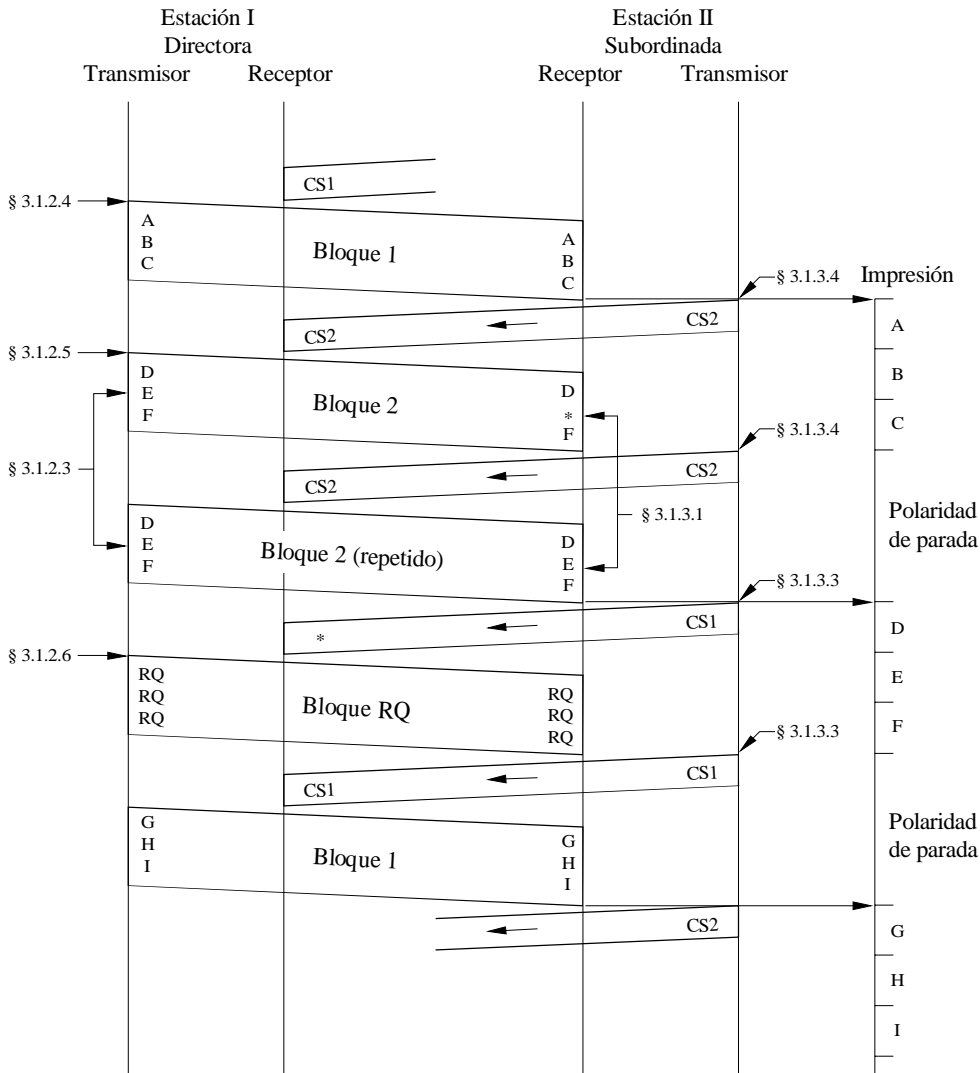 Estación I
Directora
Estación II
Subordinada
Transmisor
Receptor
Receptor
Transmisor
CS1
§ 3.1.2.4
A
B
C
Bloque 1
A
B
C
§ 3.1.3.4
Impresión
CS2
CS2
A
§ 3.1.2.5
B
D
E
F
Bloque 2
D
*
F
C
§ 3.1.3.4
§ 3.1.2.3
CS2
CS2
§ 3.1.3.1
Polaridad
de parada
D
E
F
Bloque 2 (repetido)
D
E
F
§ 3.1.3.3
*
CS1
D
§ 3.1.2.6
E
RQ
RQ
RQ
Bloque RQ
RQ
RQ
RQ
F
§ 3.1.3.3
CS1
CS1
Polaridad
de parada
G
H
I
Bloque 1
G
H
I
CS2
G
H
I